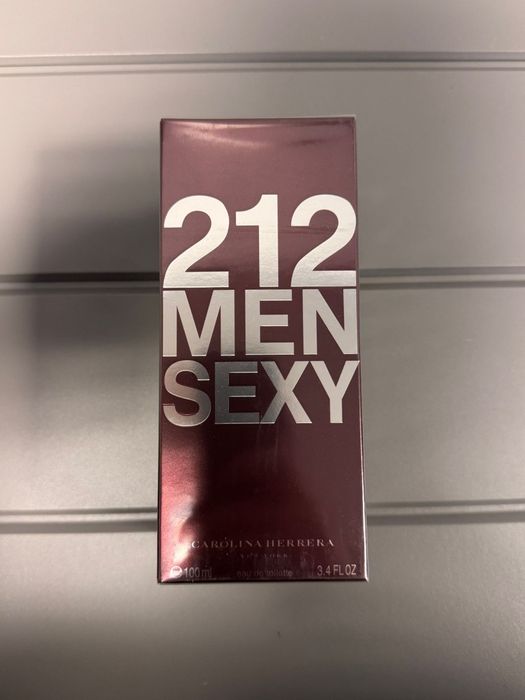 212
MEN
SEXY
CAROLINA HERRERA
NEW YORK
℮ 100 ml eau de toilette 3.4 FL OZ